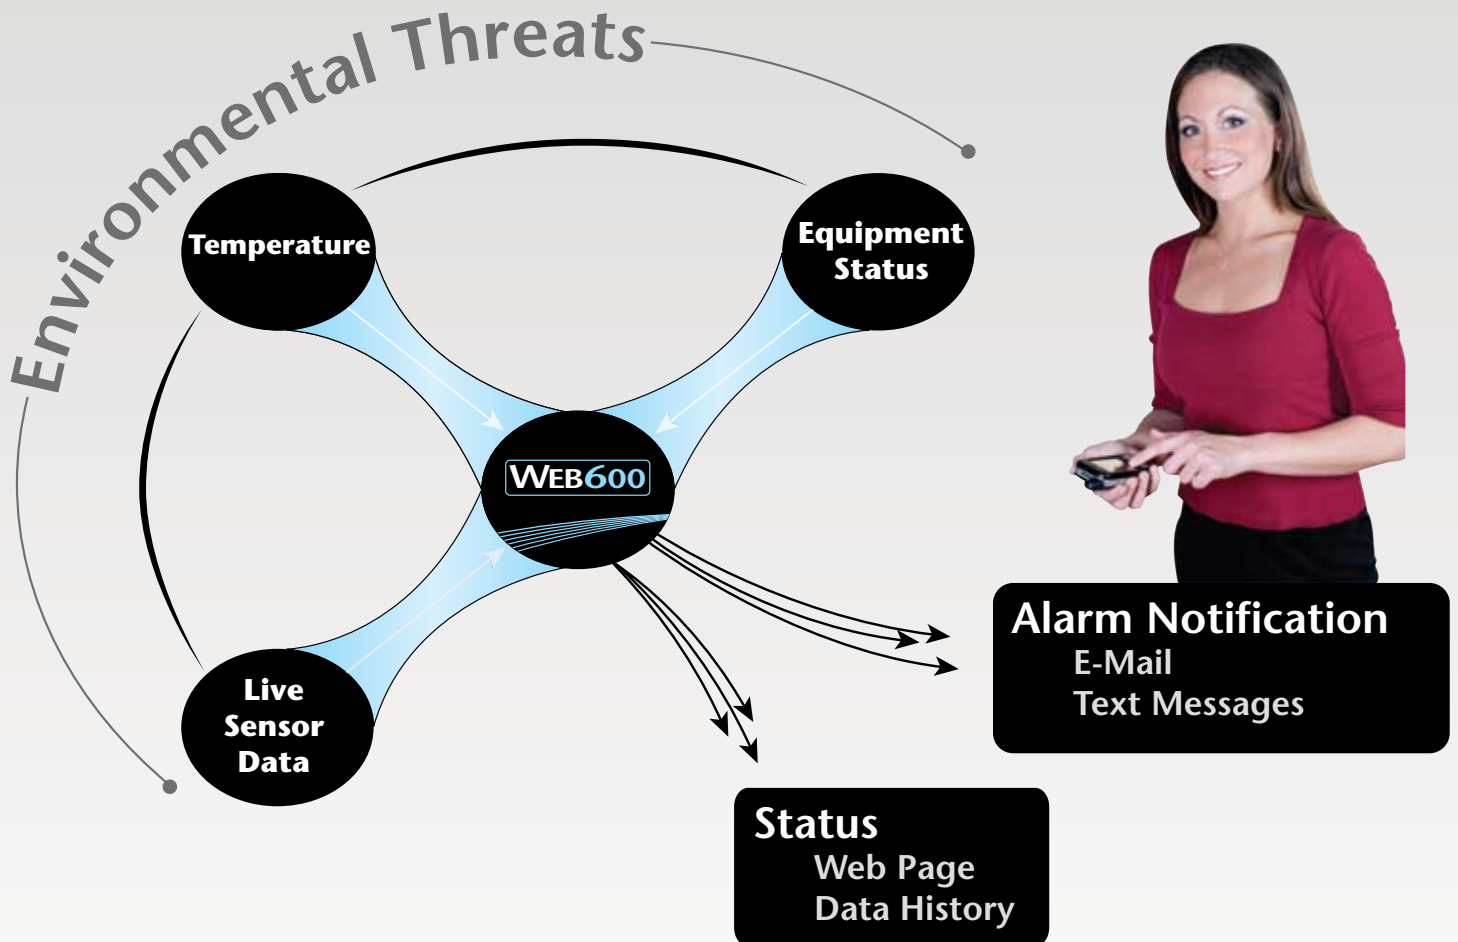 Environmental Threats
Temperature
Equipment
Status
WEB600
Live
Sensor
Data
Alarm Notification
E-Mail
Text Messages
Status
Web Page
Data History